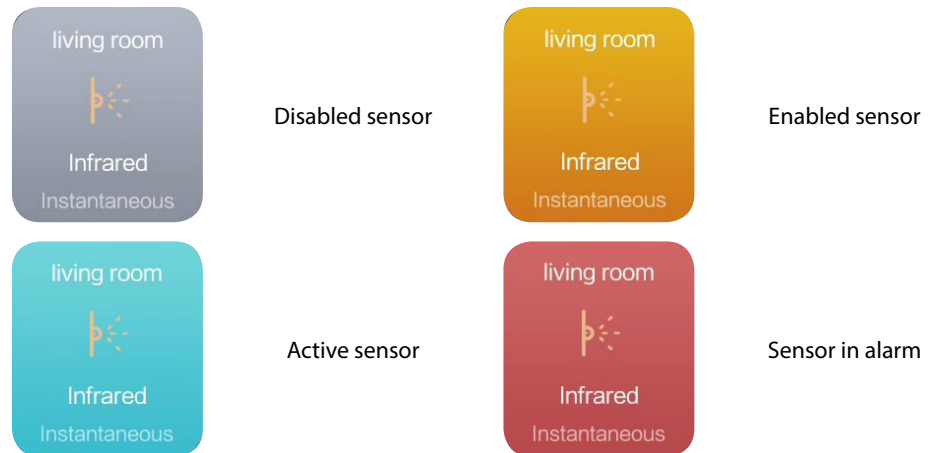 living room
Infrared
Instantaneous
Disabled sensor
living room
Infrared
Instantaneous
Enabled sensor
living room
Infrared
Instantaneous
Active sensor
living room
Infrared
Instantaneous
Sensor in alarm